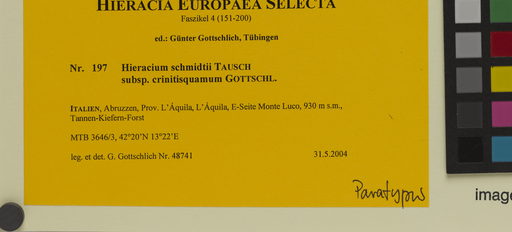 HIERACIA EUROPAEA SELECTA
Faszikel 4 (151-200)
ed.: Günter Gottschlich, Tübingen
Nr. 197 Hieracium schmidtii TAUSCH
subsp. crinitisquamum GOTTSCHL.
ITALIEN, Abruzzen, Prov. L'Áquila, L'Áquila, E-Seite Monte Luco, 930 m s.m.,
Tannen-Kiefern-Forst
MTB 3646/3, 42°20'N 13°22'E
leg. et det. G. Gottschlich Nr. 48741 31.5.2004
Paratypus
image